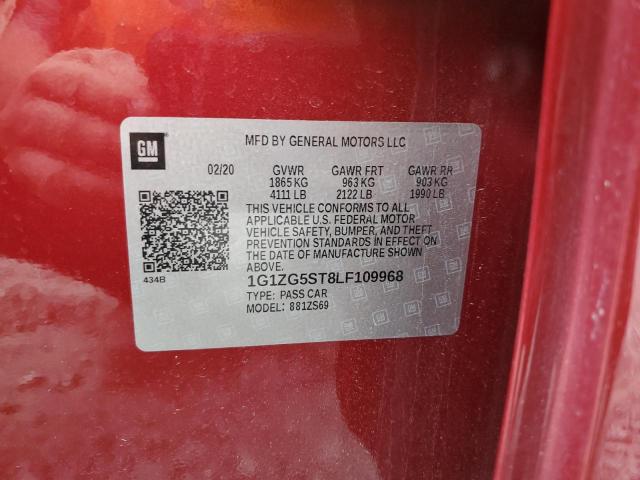 GM
MFD BY GENERAL MOTORS LLC
02/20 GVWR GAWR FRT GAWR RR
1865 KG 963 KG 903 KG
4111 LB 2122 LB 1990 LB
THIS VEHICLE CONFORMS TO ALL
APPLICABLE U.S. FEDERAL MOTOR
VEHICLE SAFETY, BUMPER, AND THEFT
PREVENTION STANDARDS IN EFFECT ON
THE DATE OF MANUFACTURE SHOWN
ABOVE.
434B
1G1ZG5ST8LF109968
TYPE: PASS CAR
MODEL: 881ZS69